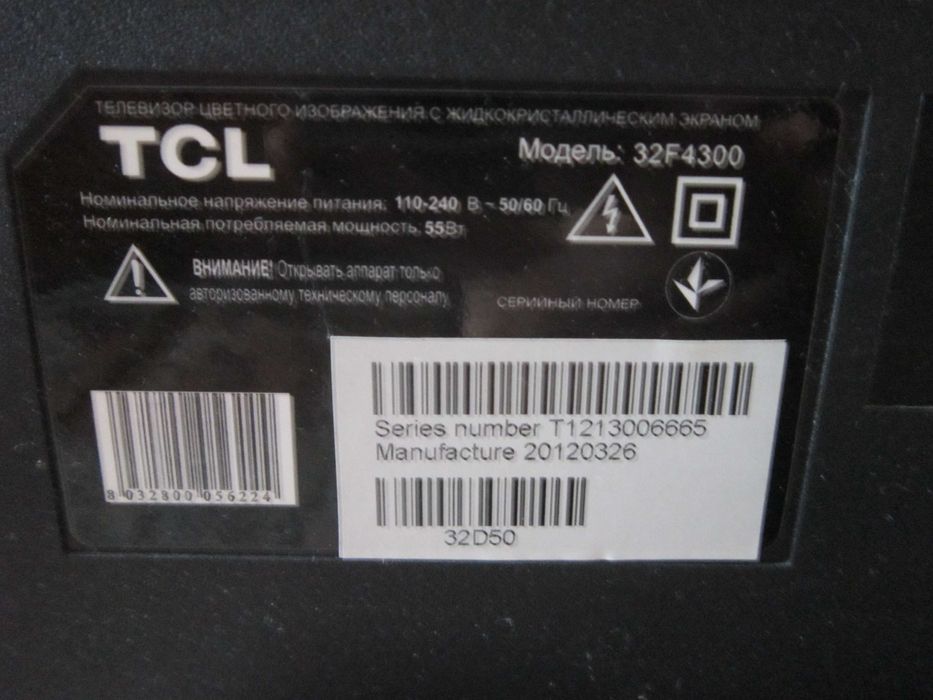 ТЕЛЕВИЗОР ЦВЕТНОГО ИЗОБРАЖЕНИЯ С ЖИДКОКРИСТАЛЛИЧЕСКИМ ЭКРАНОМ
TCL
Модель: 32F4300
Номинальное напряжение питания: 110-240 В ~ 50/60 Гц
Номинальная потребляемая мощность: 55Вт
ВНИМАНИЕ! Открывать аппарат только
авторизованному техническому персоналу
СЕРИЙНЫЙ НОМЕР
Series number T1213006665
Manufacture 20120326
8 032800 056224
32D50